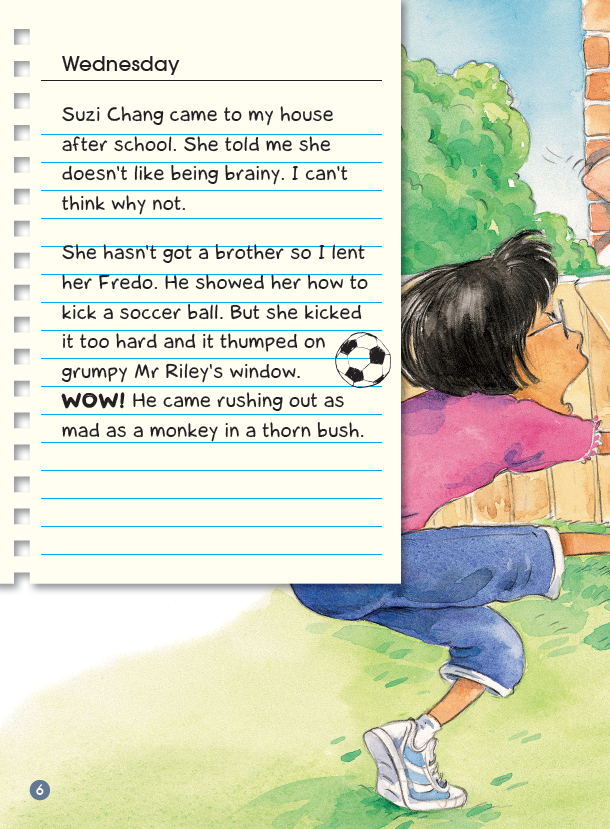 Wednesday
Suzi Chang came to my house
after school. She told me she
doesn't like being brainy. I can't
think why not.
She hasn't got a brother so I lent
her Fredo. He showed her how to
kick a soccer ball. But she kicked
it too hard and it thumped on
grumpy Mr Riley's window.
WOW! He came rushing out as
mad as a monkey in a thorn bush.
6